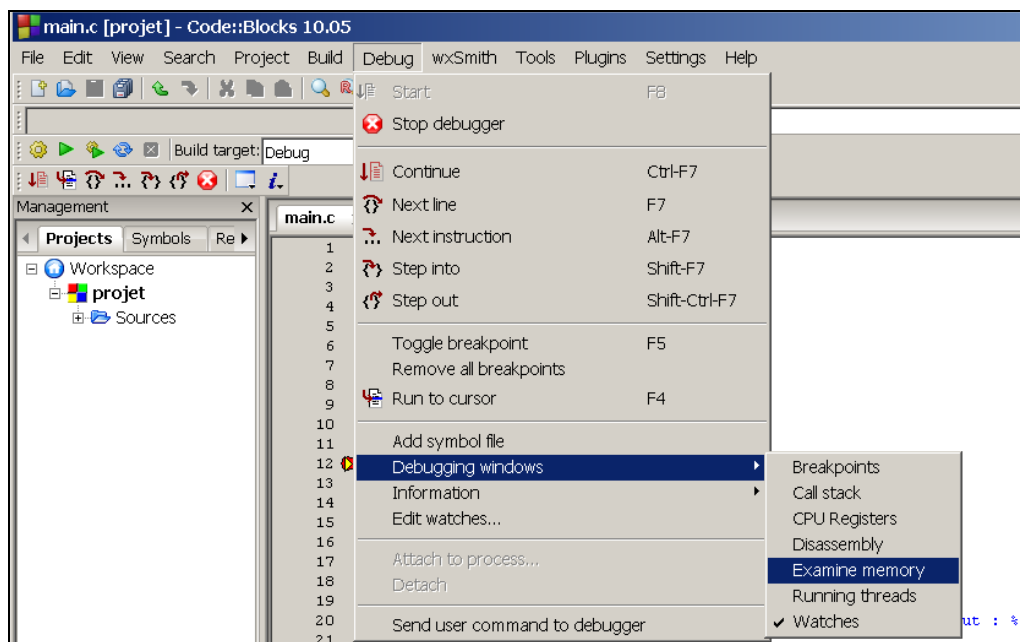 main.c [projet] - Code::Blocks 10.05
File Edit View Search Project Build Debug wxSmith Tools Plugins Settings Help
Start F8
Stop debugger
Build target: Debug
Continue Ctrl-F7
Next line F7
Next instruction Alt-F7
Step into Shift-F7
Step out Shift-Ctrl-F7
Toggle breakpoint F5
Remove all breakpoints
Run to cursor F4
Add symbol file
Debugging windows
Information
Edit watches...
Attach to process...
Detach
Send user command to debugger
Breakpoints
Call stack
CPU Registers
Disassembly
Examine memory
Running threads
Watches
Management
Projects Symbols Re
Workspace
projet
Sources
main.c
1
2
3
4
5
6
7
8
9
10
11
12
13
14
15
16
17
18
19
20
21
ut : %